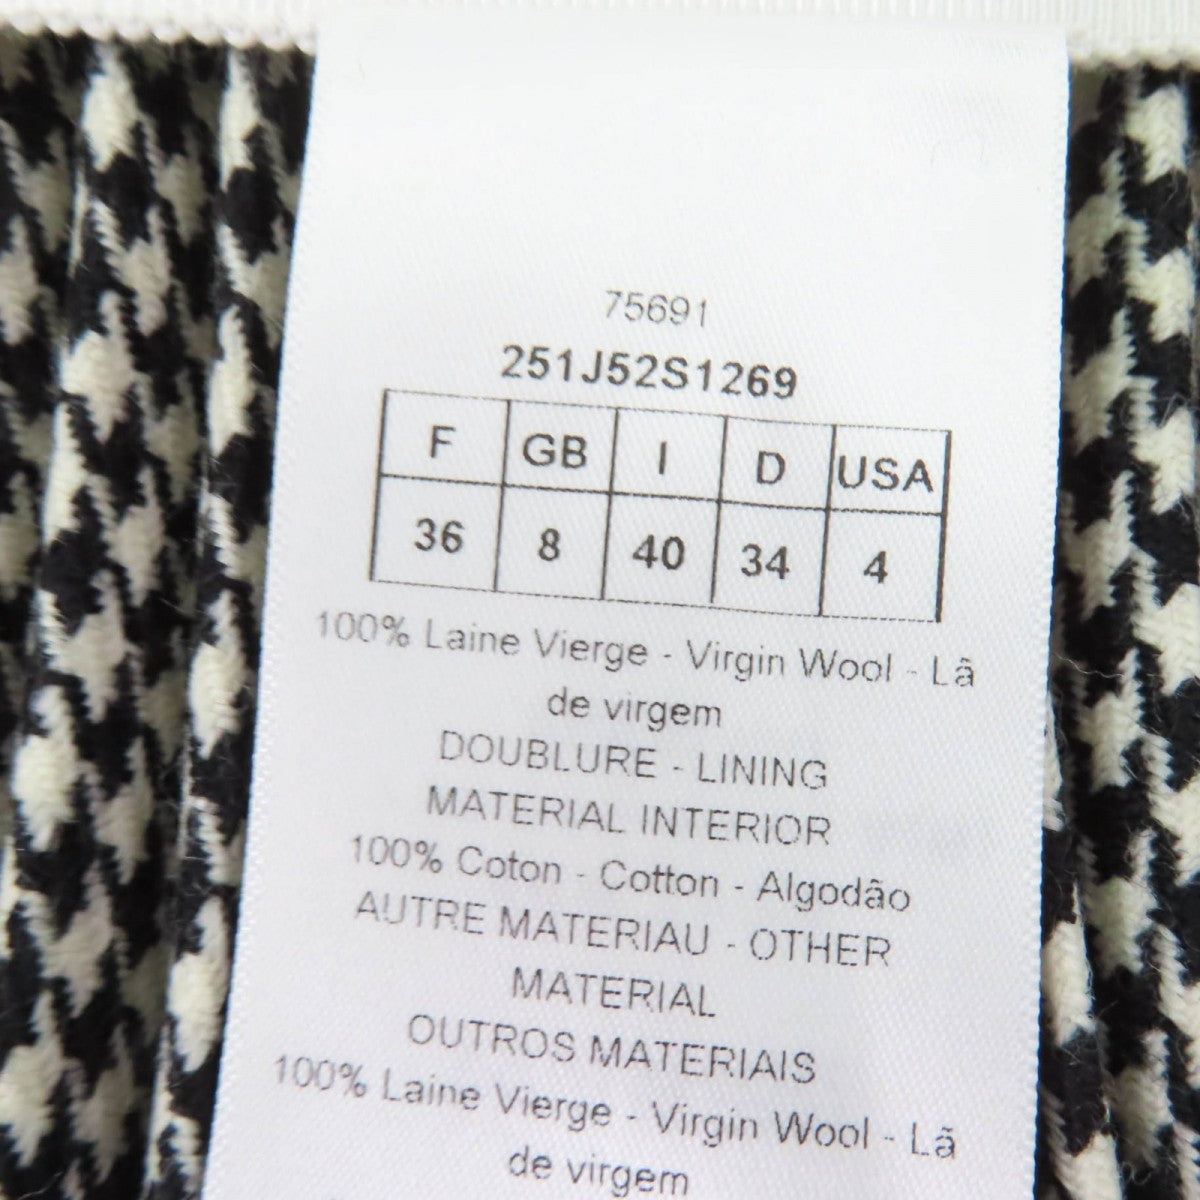 75691
251J52S1269
F GB I D USA
36 8 40 34 4
100% Laine Vierge - Virgin Wool - Lã
de virgem
DOUBLURE - LINING
MATERIAL INTERIOR
100% Coton - Cotton - Algodão
AUTRE MATERIAU - OTHER
MATERIAL
OUTROS MATERIAIS
100% Laine Vierge - Virgin Wool - Lã
de virgem